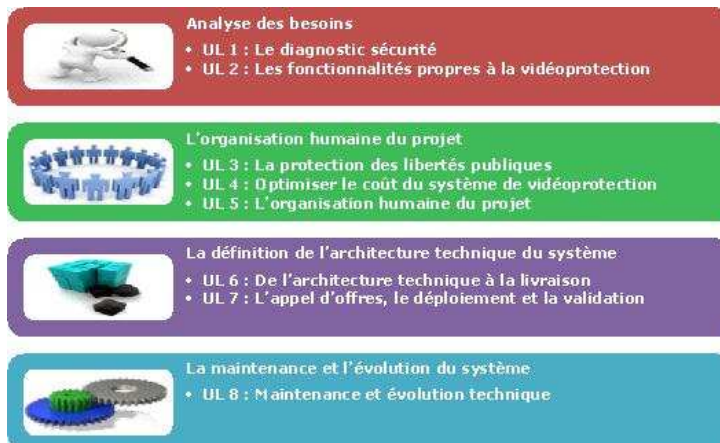 Analyse des besoins
• UL 1 : Le diagnostic sécurité
• UL 2 : Les fonctionnalités propres à la vidéoprotection
L'organisation humaine du projet
• UL 3 : La protection des libertés publiques
• UL 4 : Optimiser le coût du système de vidéoprotection
• UL 5 : L'organisation humaine du projet
La définition de l'architecture technique du système
• UL 6 : De l'architecture technique à la livraison
• UL 7 : L'appel d'offres, le déploiement et la validation
La maintenance et l'évolution du système
• UL 8 : Maintenance et évolution technique